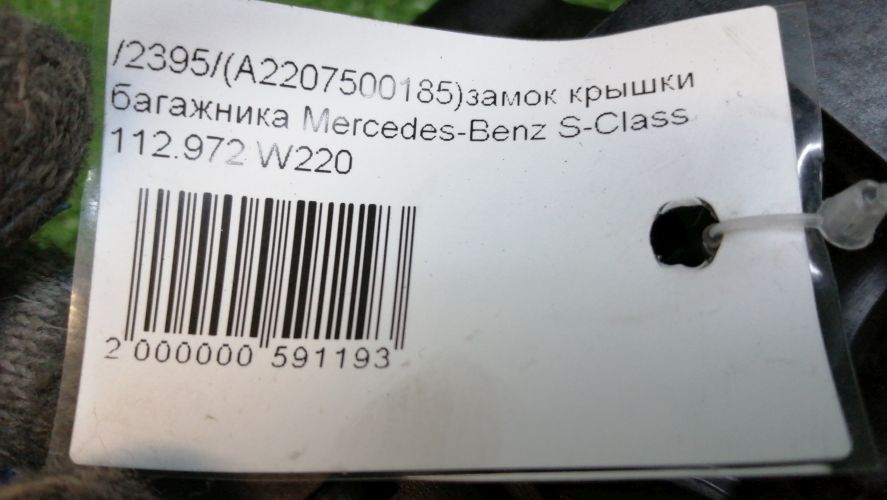 /2395/(A2207500185)замок крышки
багажника Mercedes-Benz S-Class
112.972 W220
2 000000 591193